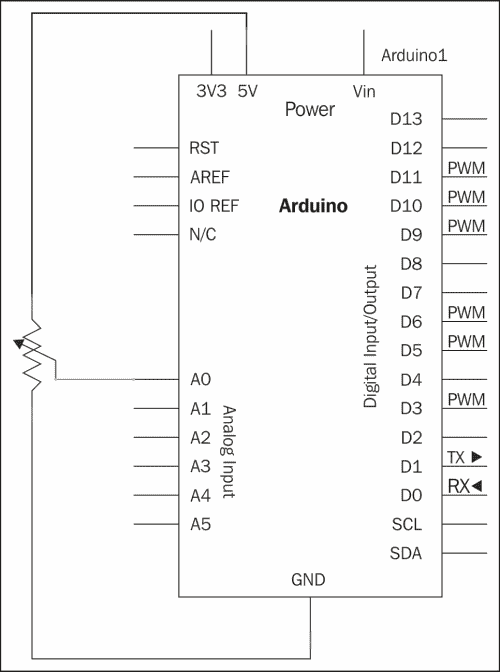 Arduino1
3V3 5V Vin
Power
D13
RST D12
AREF D11 PWM
IO REF Arduino D10 PWM
N/C D9 PWM
D8
D7
D6 PWM
D5 PWM
Digital Input/Output
A0 D4
A1 D3 PWM
A2 D2
A3 D1 TX
A4 D0 RX
A5 SCL
Analog Input
SDA
GND